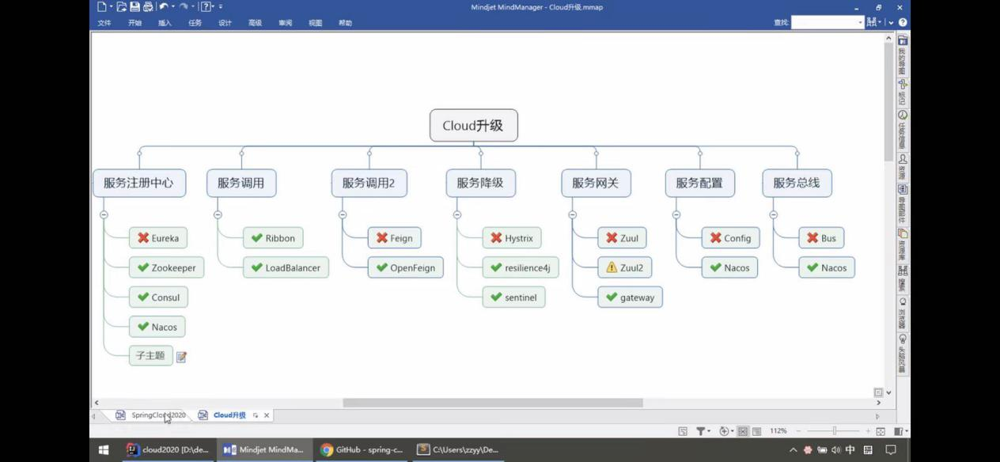 Mindjet MindManager - Cloud升级.mmap
文件 开始 插入 任务 设计 高级 审阅 视图 帮助 查找:
Cloud升级
服务注册中心 服务调用 服务调用2 服务降级 服务网关 服务配置 服务总线
Eureka Ribbon Feign Hystrix Zuul Config Bus
Zookeeper LoadBalancer OpenFeign resilience4j Zuul2 Nacos Nacos
Consul sentinel gateway
Nacos
子主题
我的导图
标记
任务信息
资源
导图部件
资源库
搜索
浏览器
头脑风暴
SpringCloud2020 Cloud升级
112%
cloud2020 [D:\de... Mindjet MindMa... GitHub - spring-c... C:\Users\zzyy\De... 中